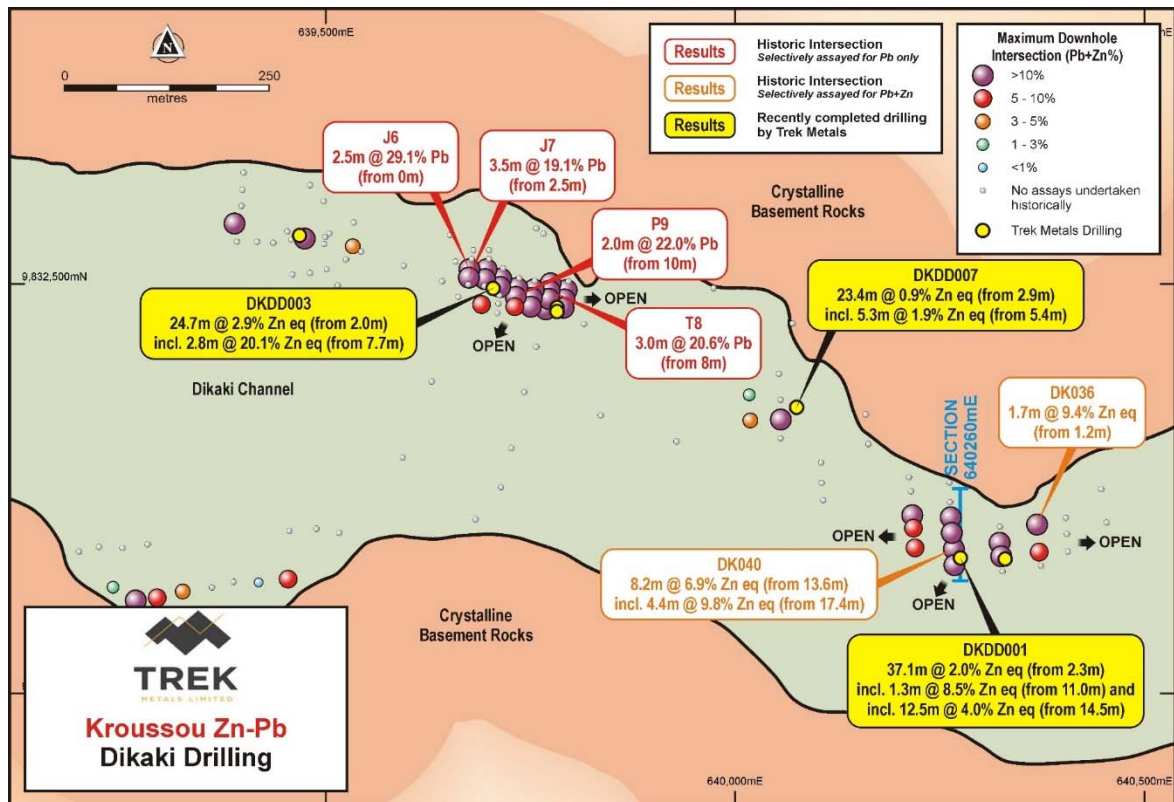 639,500mE
N
0
250
metres
Results
Historic Intersection
Selectively assayed for Pb only
Results
Historic Intersection
Selectively assayed for Pb+Zn
Results
Recently completed drilling
by Trek Metals
Maximum Downhole
Intersection (Pb+Zn%)
>10%
5 - 10%
3 - 5%
1 - 3%
<1%
No assays undertaken
historically
Trek Metals Drilling
J6
2.5m @ 29.1% Pb
(from 0m)
J7
3.5m @ 19.1% Pb
(from 2.5m)
Crystalline
Basement Rocks
P9
2.0m @ 22.0% Pb
(from 10m)
9,832,500mN
OPEN
DKDD003
24.7m @ 2.9% Zn eq (from 2.0m)
incl. 2.8m @ 20.1% Zn eq (from 7.7m)
OPEN
T8
3.0m @ 20.6% Pb
(from 8m)
DKDD007
23.4m @ 0.9% Zn eq (from 2.9m)
incl. 5.3m @ 1.9% Zn eq (from 5.4m)
Dikaki Channel
DK036
1.7m @ 9.4% Zn eq
(from 1.2m)
SECTION
640260mE
OPEN
OPEN
DK040
8.2m @ 6.9% Zn eq (from 13.6m)
incl. 4.4m @ 9.8% Zn eq (from 17.4m)
OPEN
Crystalline
Basement Rocks
DKDD001
37.1m @ 2.0% Zn eq (from 2.3m)
incl. 1.3m @ 8.5% Zn eq (from 11.0m) and
incl. 12.5m @ 4.0% Zn eq (from 14.5m)
TREK
METALS LIMITED
Kroussou Zn-Pb
Dikaki Drilling
640,000mE
640,500mE